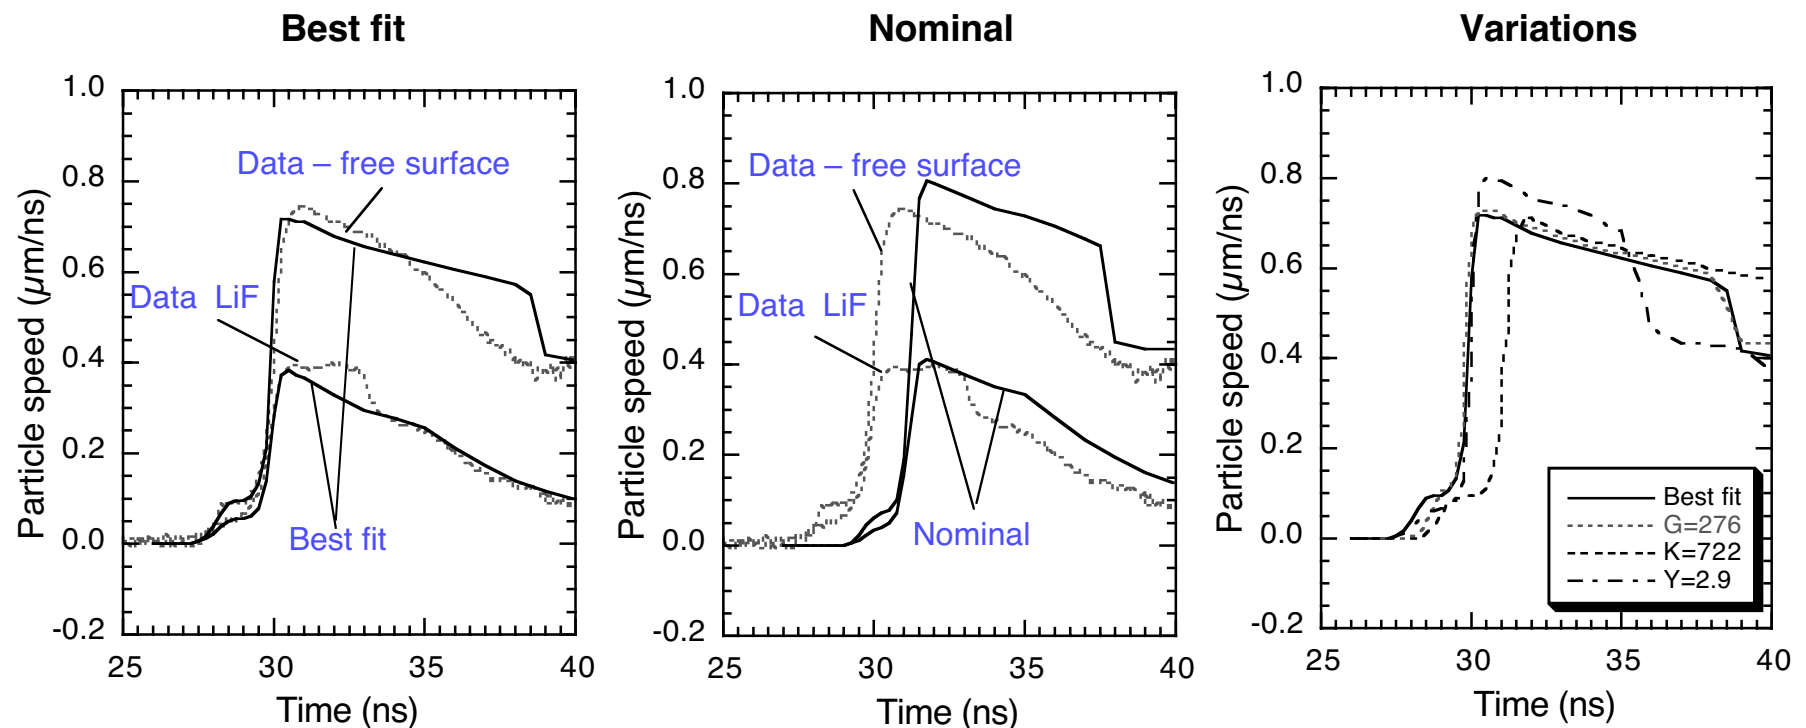 Best fit
Nominal
Variations
Particle speed (µm/ns)
1.0
0.8
0.6
0.4
0.2
0.0
-0.2
25
30
35
40
Time (ns)
Data – free surface
Data LiF
Best fit
Particle speed (µm/ns)
1.0
0.8
0.6
0.4
0.2
0.0
-0.2
25
30
35
40
Time (ns)
Data – free surface
Data LiF
Nominal
Particle speed (µm/ns)
1.0
0.8
0.6
0.4
0.2
0.0
-0.2
25
30
35
40
Time (ns)
Best fit
G=276
K=722
Y=2.9